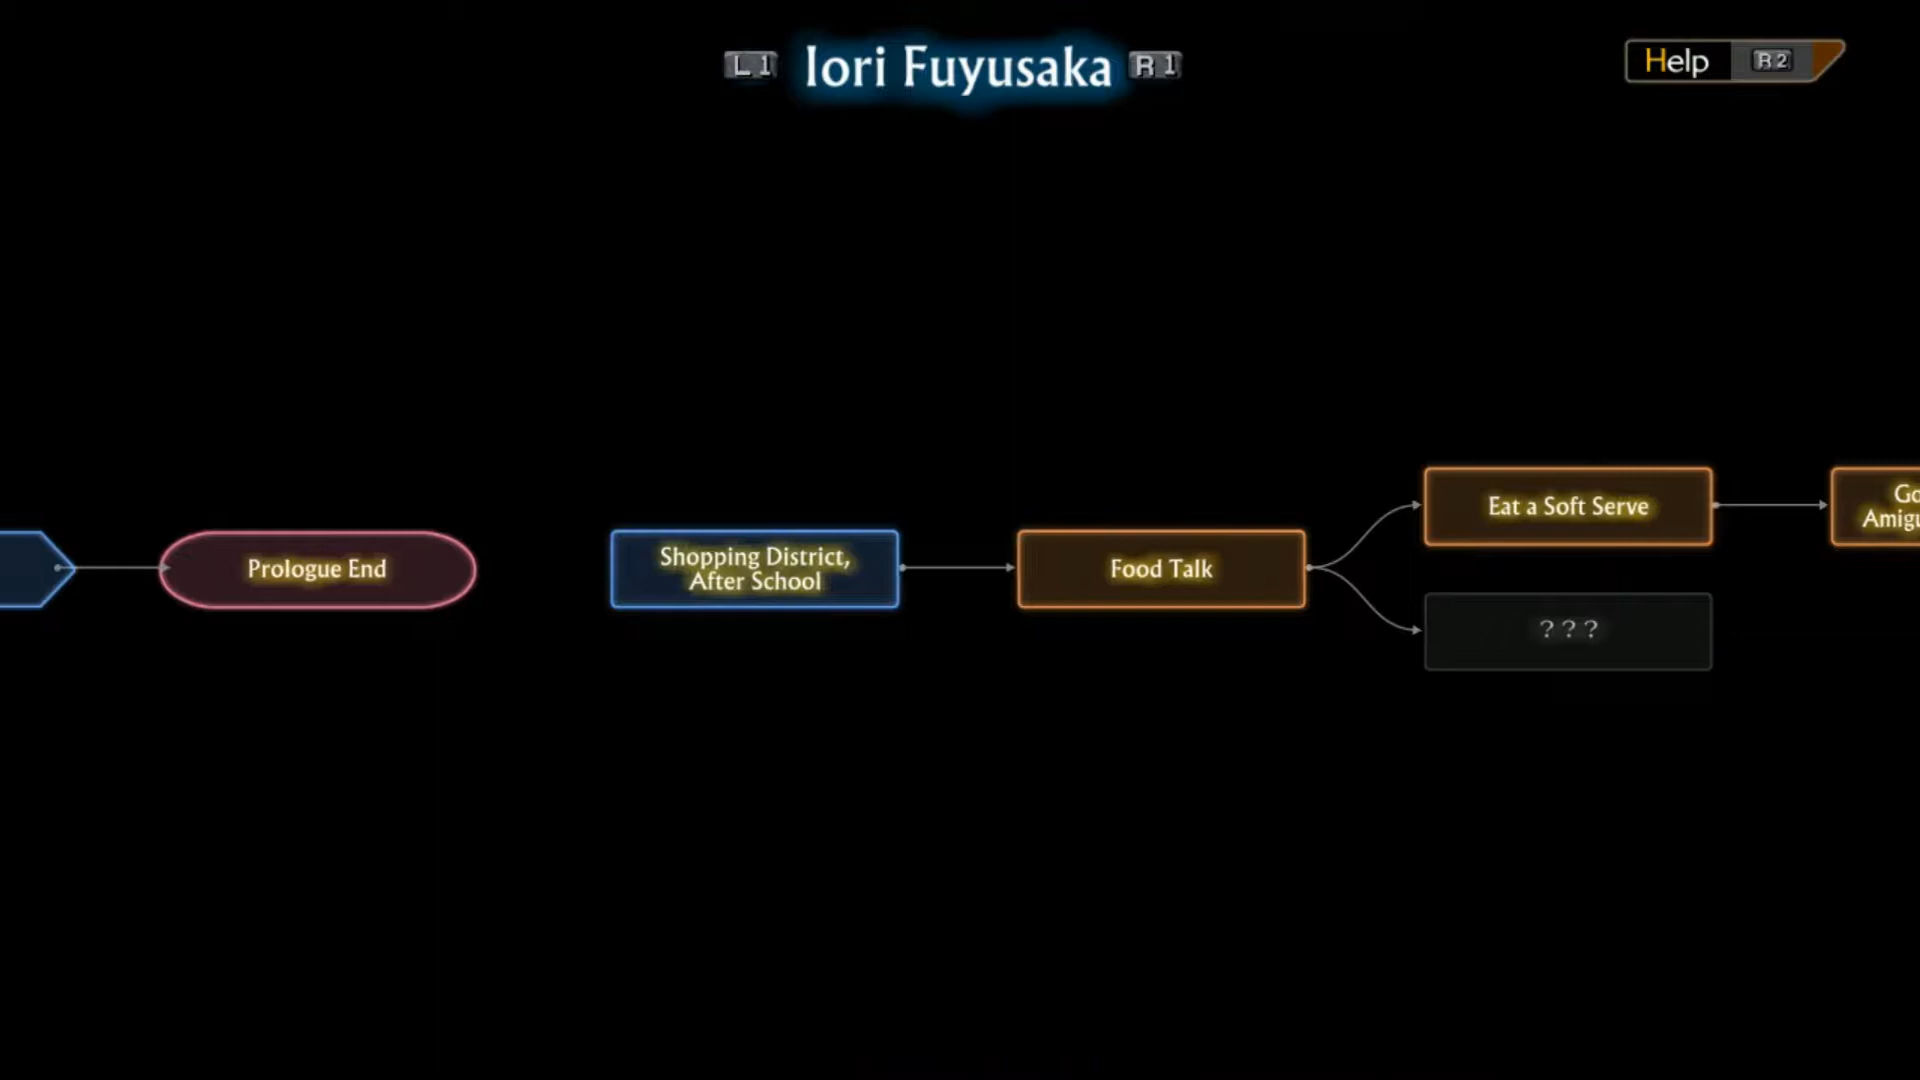 L1 Iori Fuyusaka R1
Help R2
Prologue End
Shopping District,
After School
Food Talk
Eat a Soft Serve
? ? ?